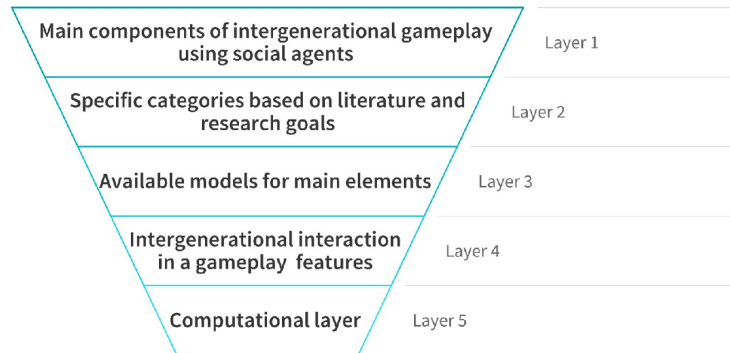 Main components of intergenerational gameplay
using social agents
Layer 1
Specific categories based on literature and
research goals
Layer 2
Available models for main elements
Layer 3
Intergenerational interaction
in a gameplay features
Layer 4
Computational layer
Layer 5